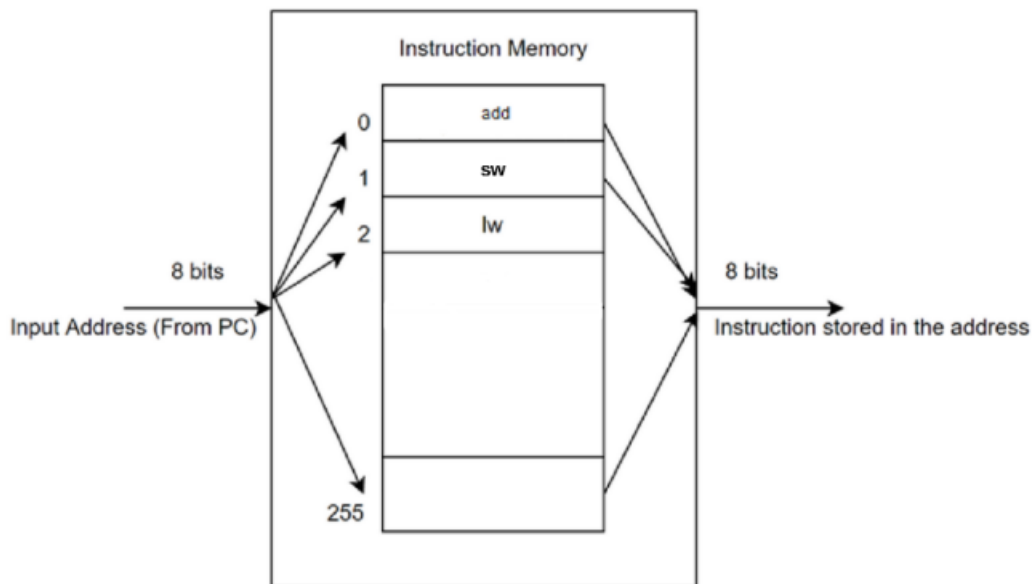 Instruction Memory
0
add
1
sw
2
lw
8 bits
8 bits
Input Address (From PC)
Instruction stored in the address
255